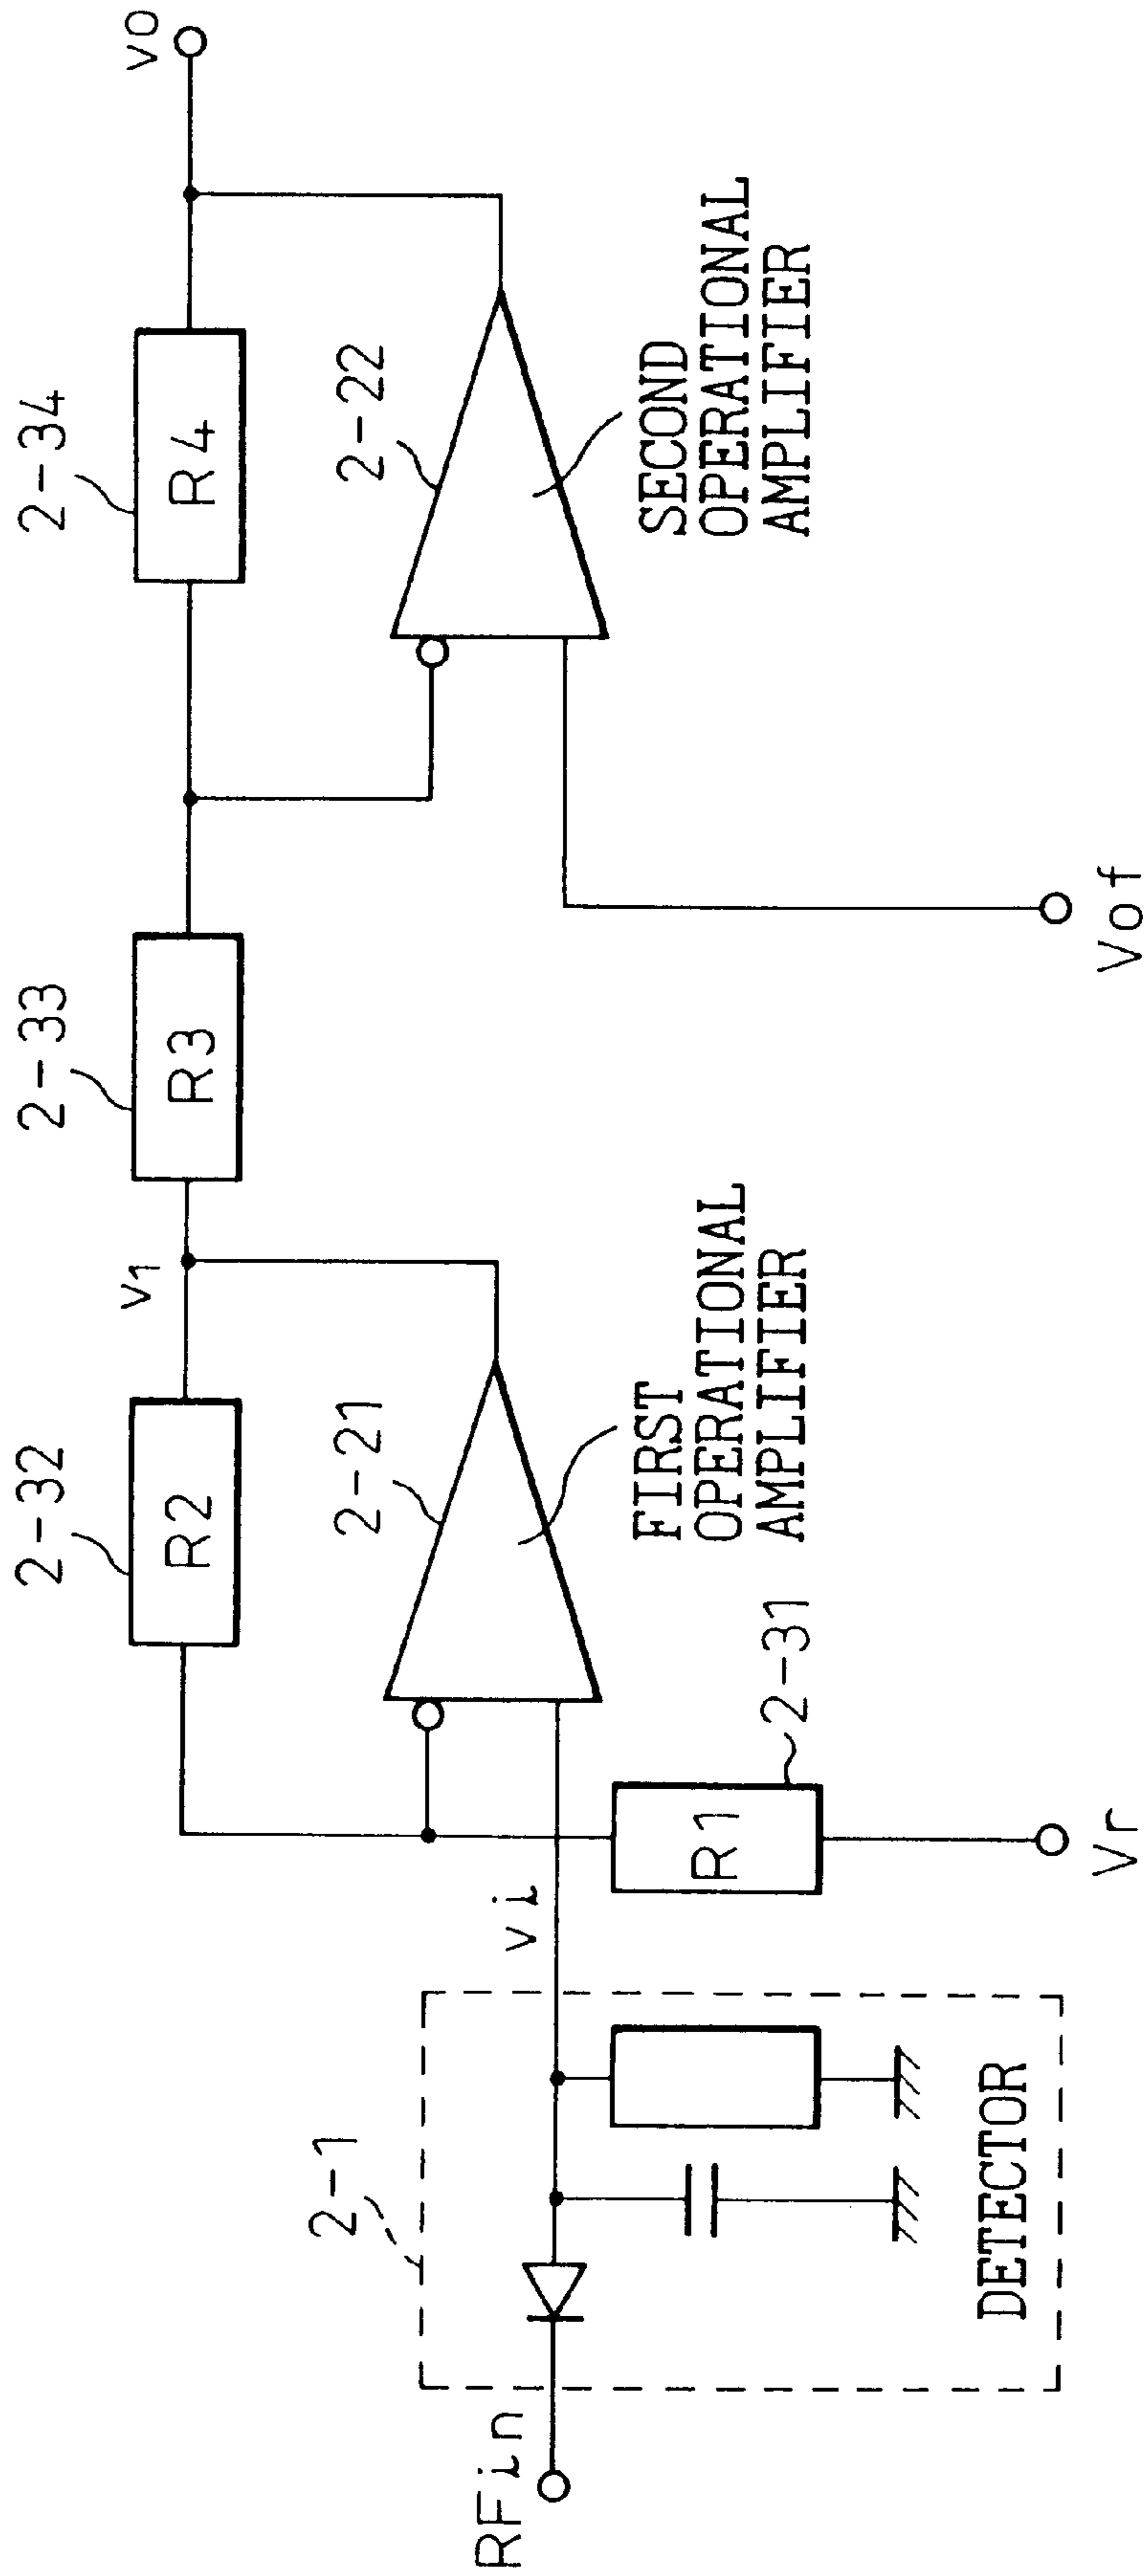 2-32
2-33
2-34
R2
v1
R3
R4
vo
2-21
2-22
2-1
vi
RFin
FIRST
OPERATIONAL
AMPLIFIER
SECOND
OPERATIONAL
AMPLIFIER
R1
2-31
DETECTOR
Vr
Vof